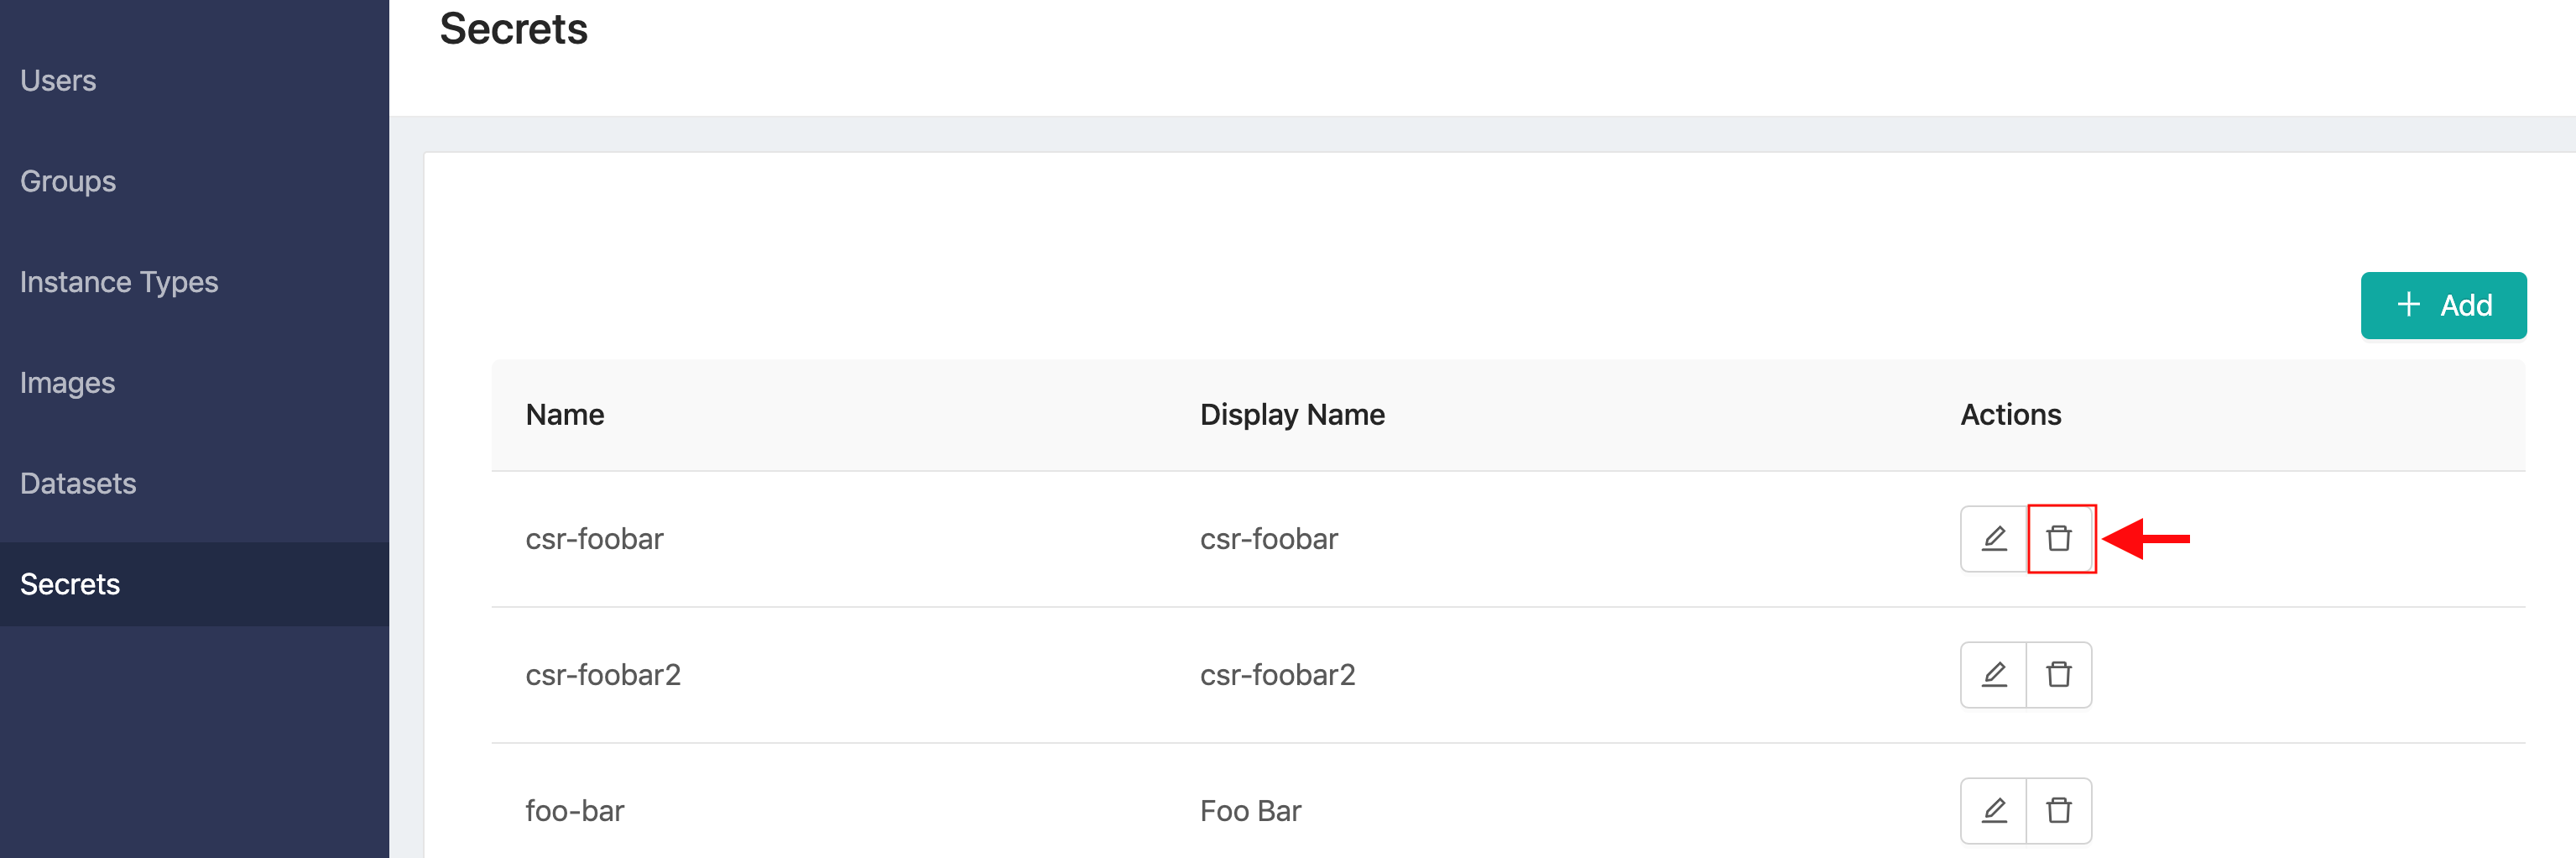 Secrets
Users
Groups
Instance Types
Images
Datasets
Secrets
Add
Name Display Name Actions
csr-foobar csr-foobar
csr-foobar2 csr-foobar2
foo-bar Foo Bar